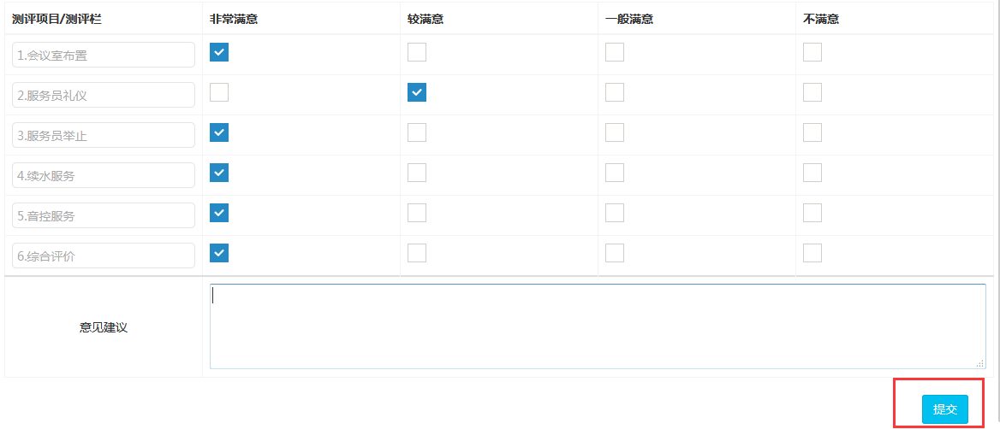 测评项目/测评栏 非常满意 较满意 一般满意 不满意
1.会议室布置
2.服务员礼仪
3.服务员举止
4.续水服务
5.音控服务
6.综合评价
意见建议
提交